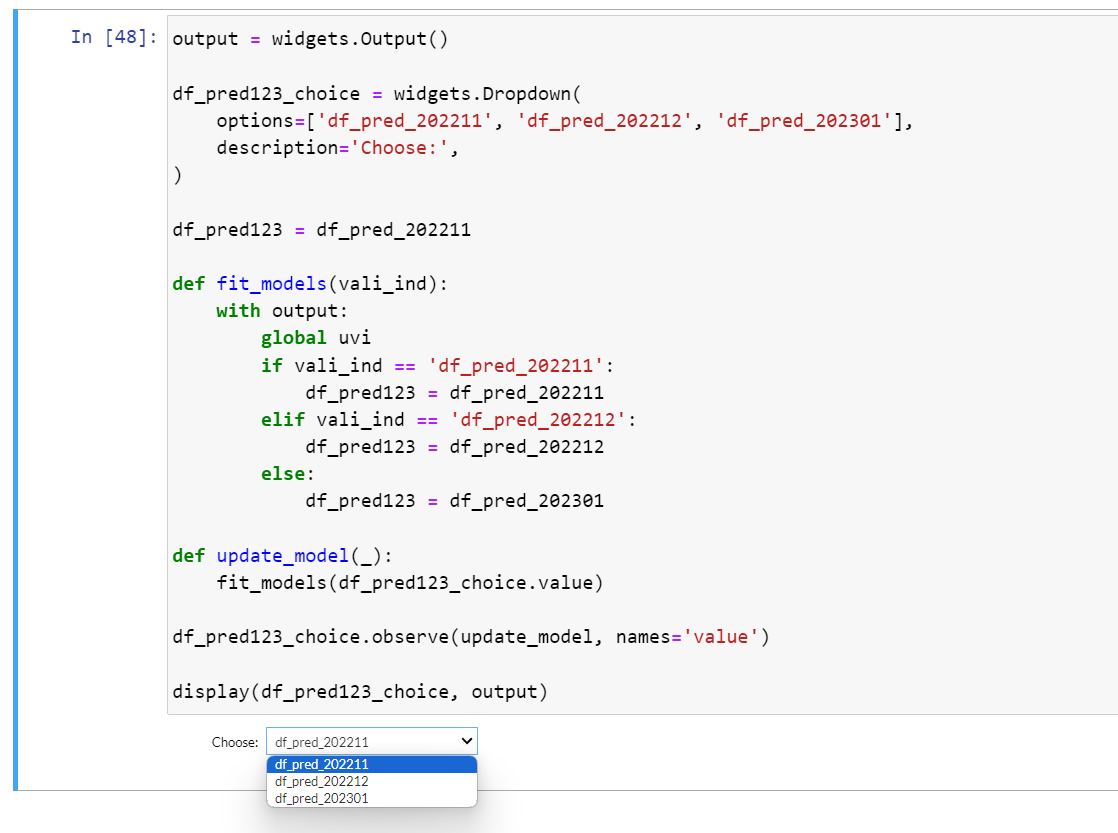 In [48]: output = widgets.Output()
df_pred123_choice = widgets.Dropdown(
    options=['df_pred_202211', 'df_pred_202212', 'df_pred_202301'],
    description='Choose:',
)
df_pred123 = df_pred_202211
def fit_models(vali_ind):
    with output:
        global uvi
        if vali_ind == 'df_pred_202211':
            df_pred123 = df_pred_202211
        elif vali_ind == 'df_pred_202212':
            df_pred123 = df_pred_202212
        else:
            df_pred123 = df_pred_202301
def update_model(_):
    fit_models(df_pred123_choice.value)
df_pred123_choice.observe(update_model, names='value')
display(df_pred123_choice, output)
Choose: df_pred_202211
df_pred_202211
df_pred_202212
df_pred_202301